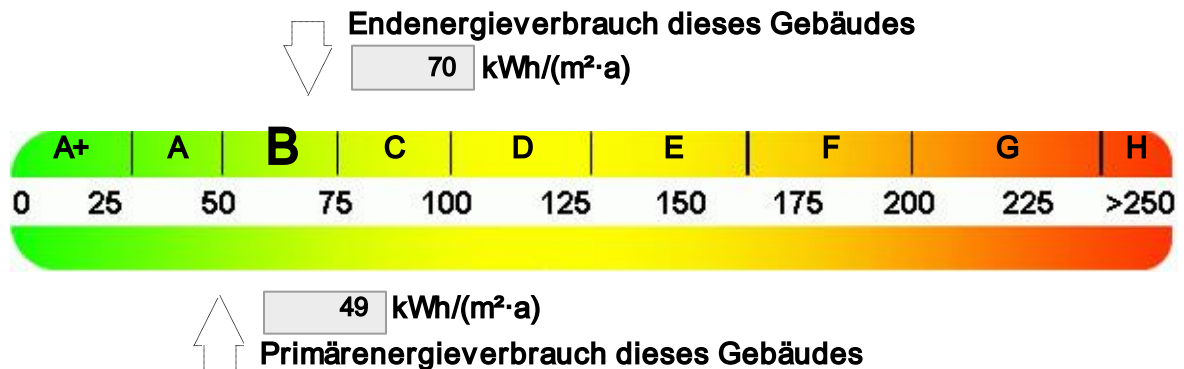 Endenergieverbrauch dieses Gebäudes
70 kWh/(m²·a)
A+ A B C D E F G H
0 25 50 75 100 125 150 175 200 225 >250
49 kWh/(m²·a)
Primärenergieverbrauch dieses Gebäudes